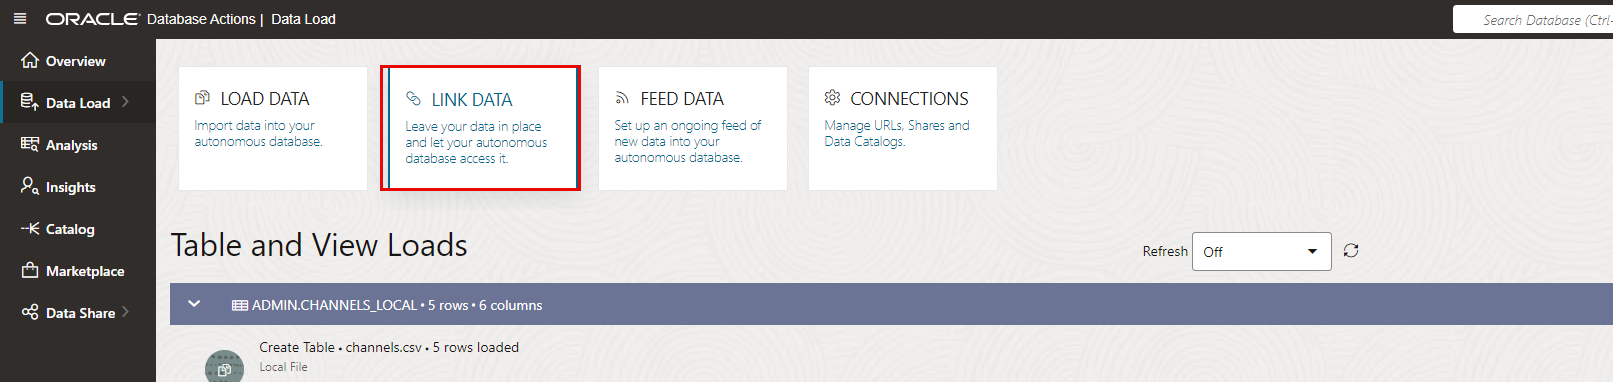 ORACLE Database Actions | Data Load
Search Database (Ctrl-
Overview
Data Load
Analysis
Insights
Catalog
Marketplace
Data Share
LOAD DATA
Import data into your
autonomous database.
LINK DATA
Leave your data in place
and let your autonomous
database access it.
FEED DATA
Set up an ongoing feed of
new data into your
autonomous database.
CONNECTIONS
Manage URLs, Shares and
Data Catalogs.
Table and View Loads
Refresh Off
ADMIN.CHANNELS_LOCAL • 5 rows • 6 columns
Create Table • channels.csv • 5 rows loaded
Local File